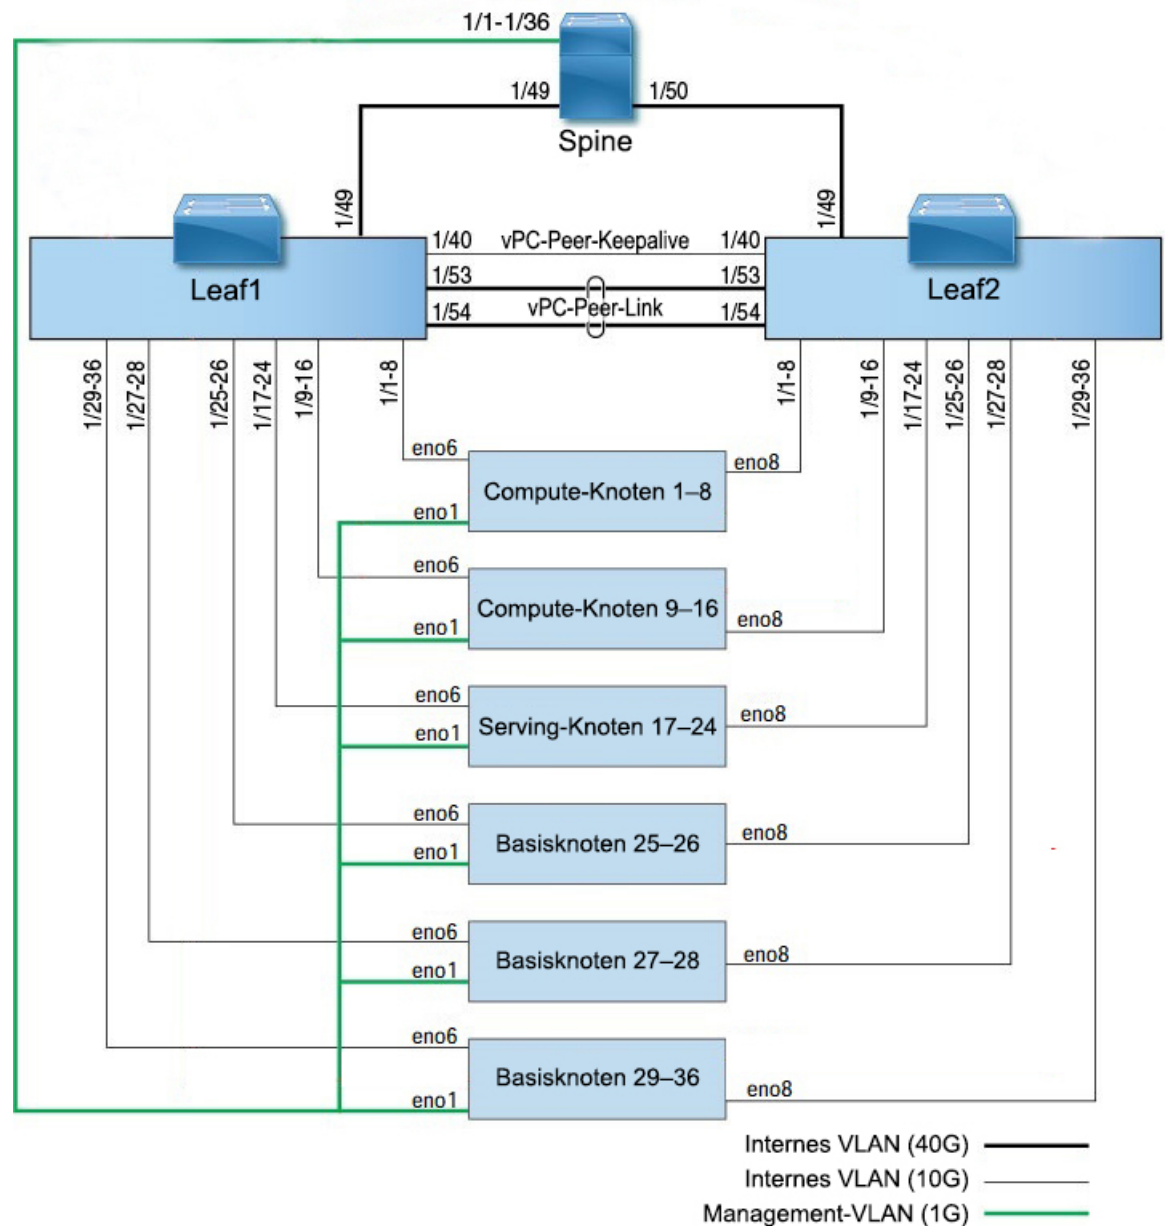 1/1-1/36
1/49
1/50
Spine
1/49
1/49
Leaf1
1/40
vPC-Peer-Keepalive
1/40
Leaf2
1/53
1/53
vPC-Peer-Link
1/54
1/54
1/29-36
1/27-28
1/25-26
1/17-24
1/9-16
1/1-8
1/1-8
1/9-16
1/17-24
1/25-26
1/27-28
1/29-36
eno6
Compute-Knoten 1–8
eno8
eno1
eno6
Compute-Knoten 9–16
eno8
eno1
eno6
Serving-Knoten 17–24
eno8
eno1
eno6
Basisknoten 25–26
eno8
eno1
eno6
Basisknoten 27–28
eno8
eno1
eno6
Basisknoten 29–36
eno8
eno1
Internes VLAN (40G)
Internes VLAN (10G)
Management-VLAN (1G)